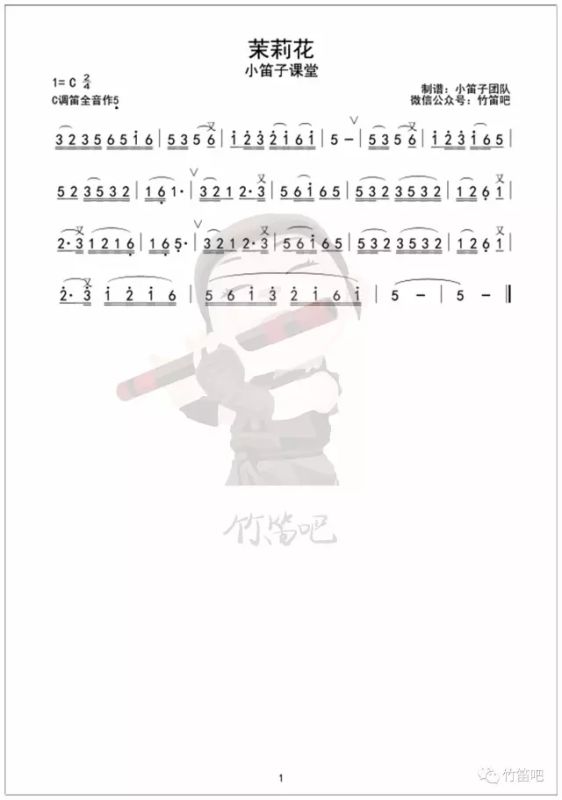 茉莉花
小笛子课堂
1= C 2/4
C调笛全音作5̣
制谱：小笛子团队
微信公众号：竹笛吧
3 2 3 5 6 5 i 6 | 5 3 5 6 | i 2̇ 3̇ 2̇ i 6 | 5 − | 5 3 5 6 | i 2̇ 3̇ i 6 5
5 2 3 5 3 2 | 1 6̣ 1· | 3 2 1 2·3 | 5 6 i 6 5 | 5 3 2 3 5 3 2 | 1 2 6̣ 1
2·3 1 2 1 6̣ | 1 6̣ 5̣· | 3 2 1 2·3 | 5 6 i 6 5 | 5 3 2 3 5 3 2 | 1 2 6̣ 1
2̇·3̇ i 2̇ i 6 | 5 6 i 3̇ 2̇ i 6 i | 5 − | 5 − ‖
竹笛吧
1
竹笛吧